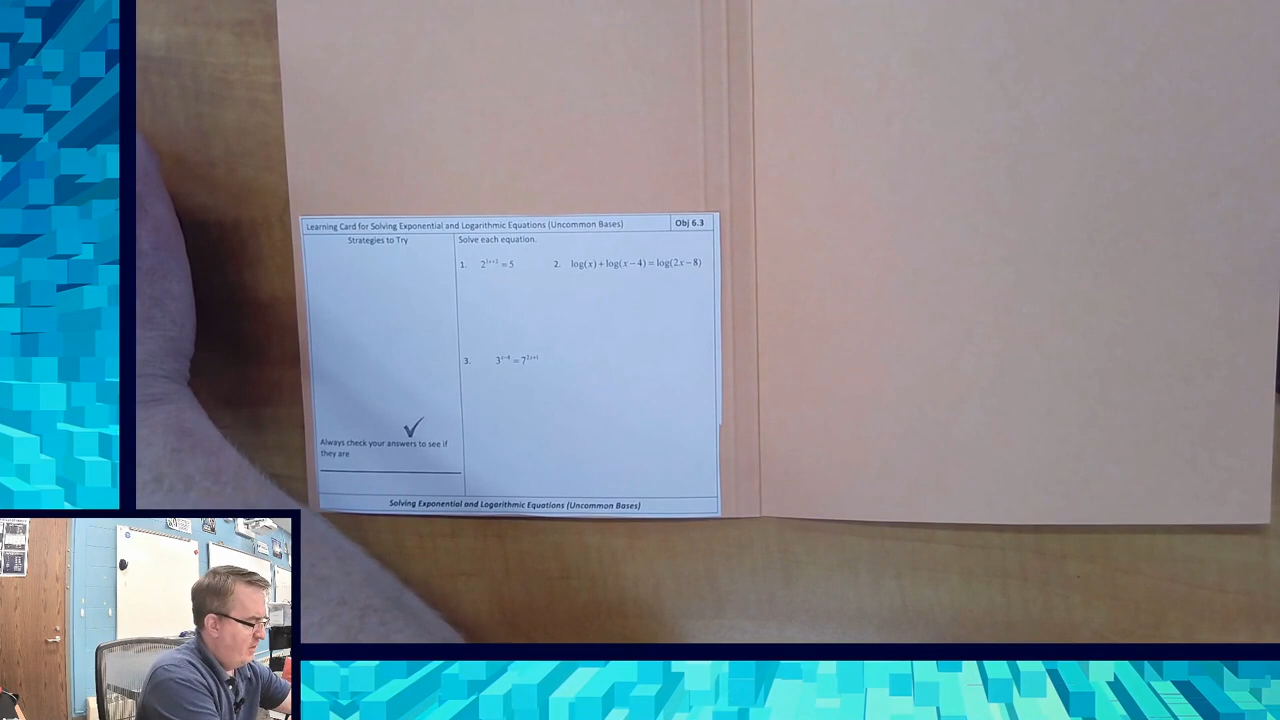 Learning Card for Solving Exponential and Logarithmic Equations (Uncommon Bases)
Obj 6.3
Strategies to Try
Solve each equation.
1.
2. log(x)+log(x−4)=log(2x−8)
3.
Always check your answers to see if
they are
Solving Exponential and Logarithmic Equations (Uncommon Bases)